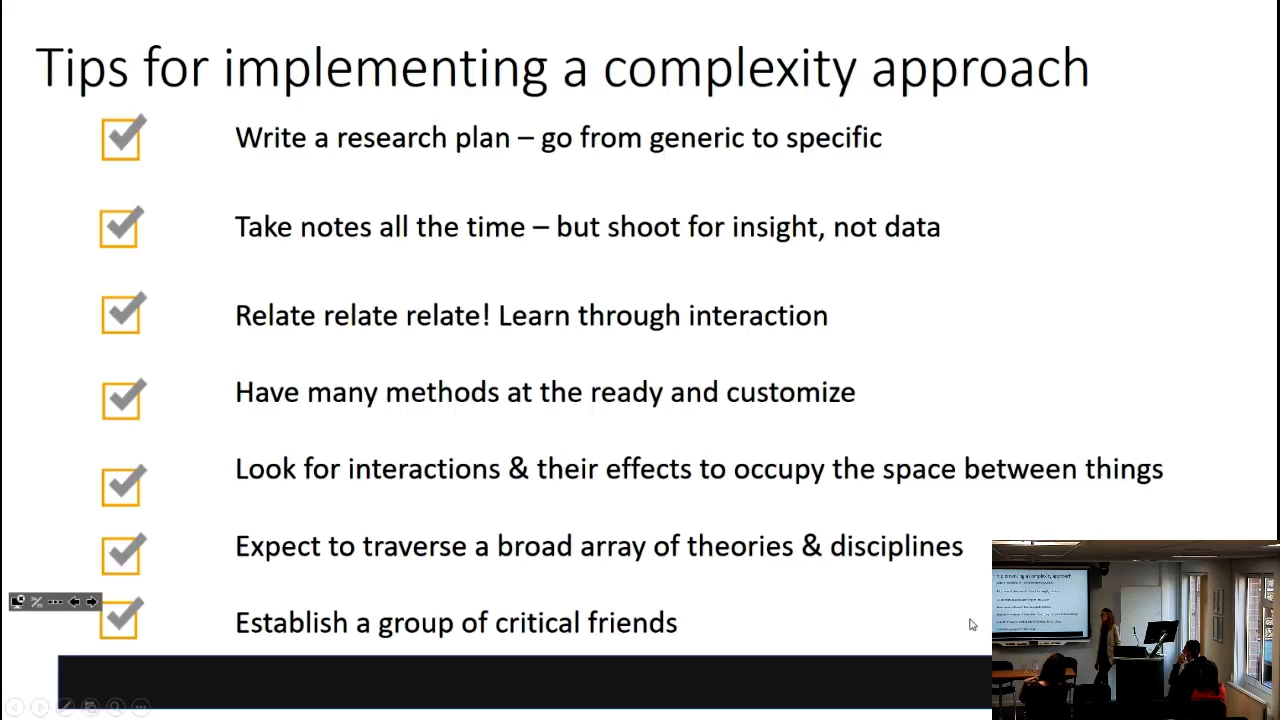 Tips for implementing a complexity approach
Write a research plan – go from generic to specific
Take notes all the time – but shoot for insight, not data
Relate relate relate! Learn through interaction
Have many methods at the ready and customize
Look for interactions & their effects to occupy the space between things
Expect to traverse a broad array of theories & disciplines
Establish a group of critical friends
implementing a complexity approach